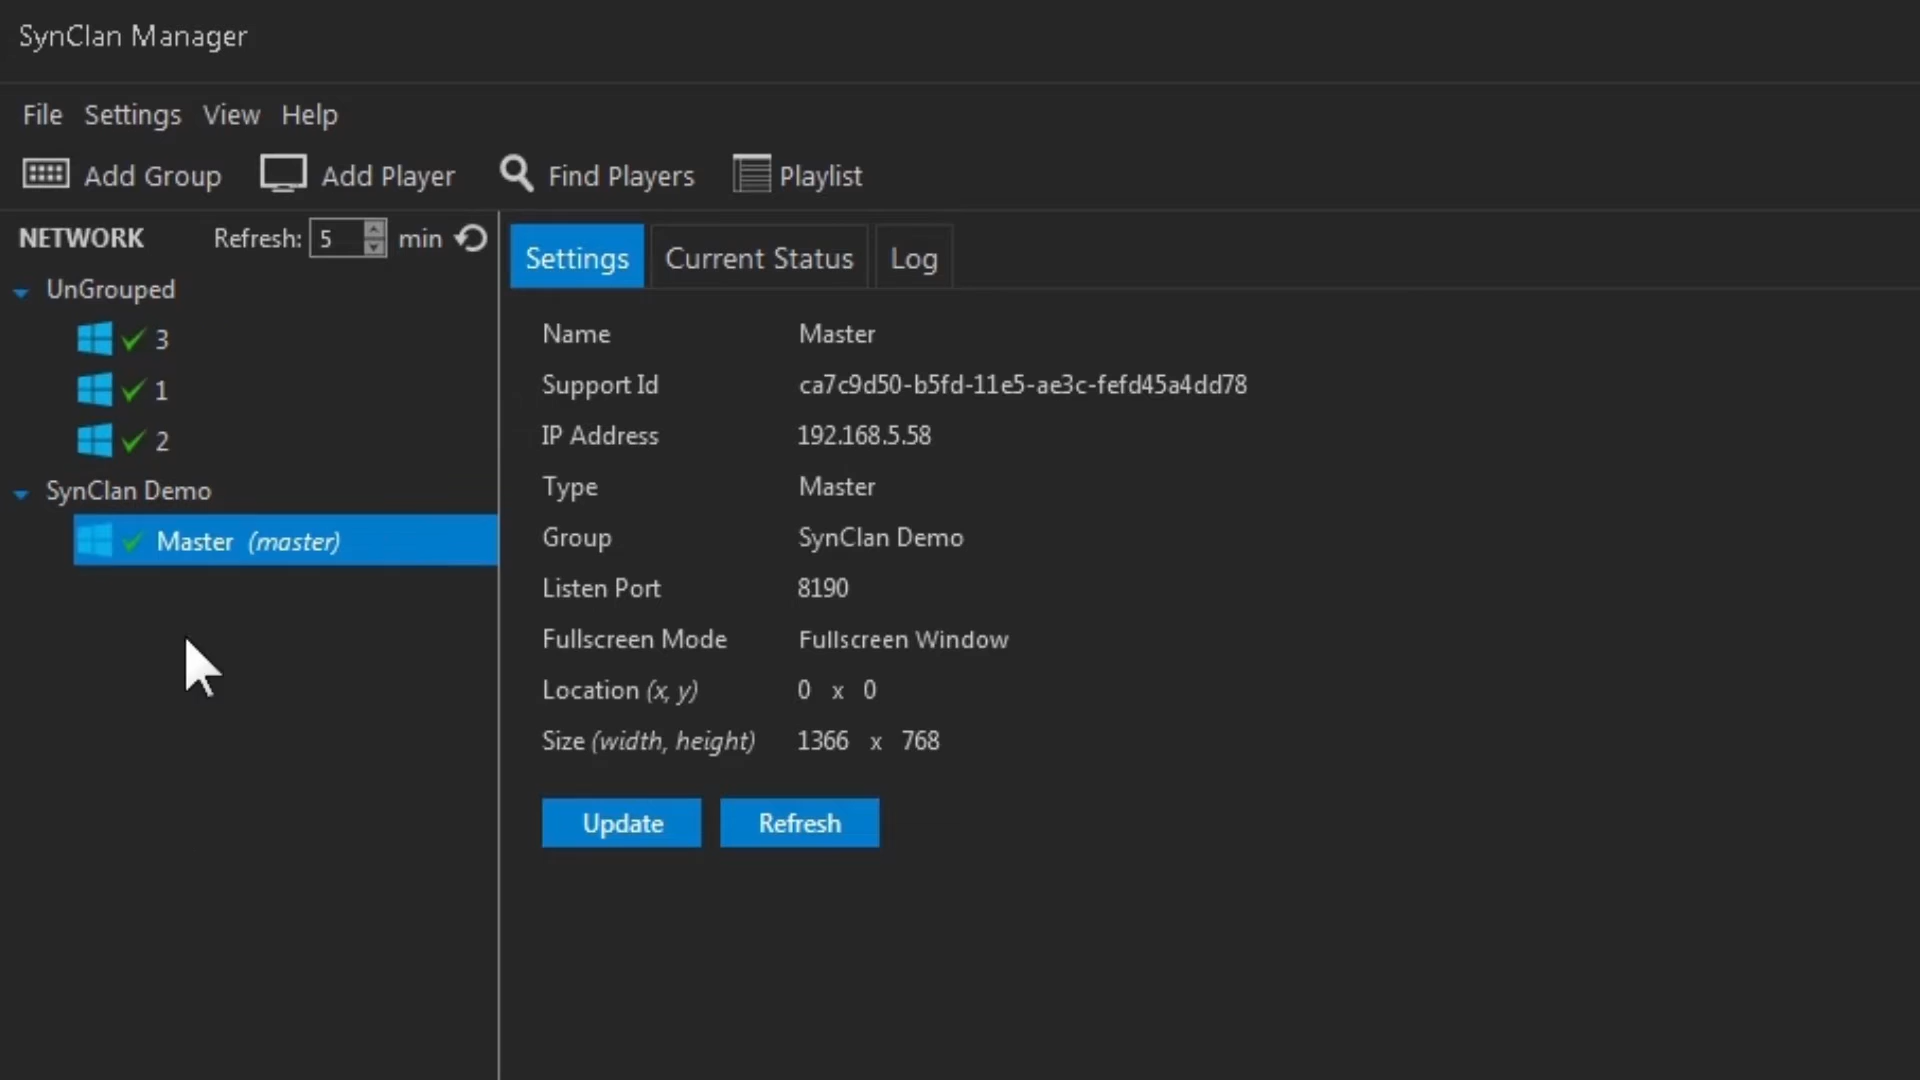 SynClan Manager
File Settings View Help
Add Group Add Player Find Players Playlist
NETWORK Refresh: 5 min
UnGrouped
3
1
2
SynClan Demo
Master (master)
Settings Current Status Log
Name Master
Support Id ca7c9d50-b5fd-11e5-ae3c-fefd45a4dd78
IP Address 192.168.5.58
Type Master
Group SynClan Demo
Listen Port 8190
Fullscreen Mode Fullscreen Window
Location (x, y) 0 x 0
Size (width, height) 1366 x 768
Update Refresh